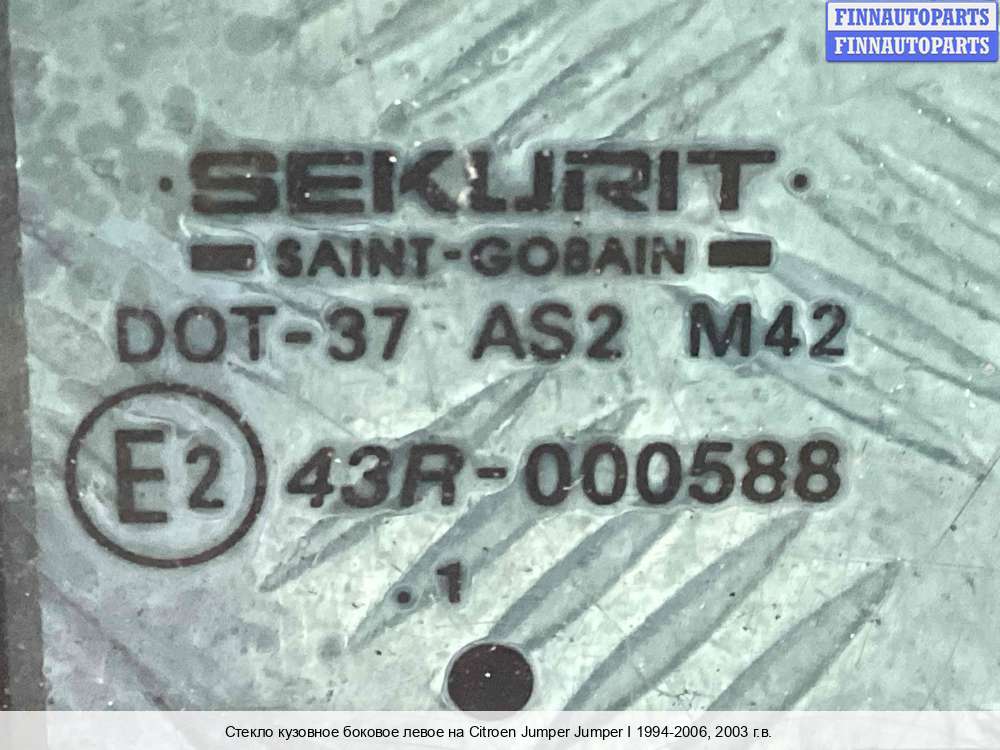 FINNAUTOPARTS
FINNAUTOPARTS
SEKURIT
SAINT-GOBAIN
DOT-37 AS2 M42
E2 43R-000588
.1
Стекло кузовное боковое левое на Citroen Jumper Jumper I 1994-2006, 2003 г.в.